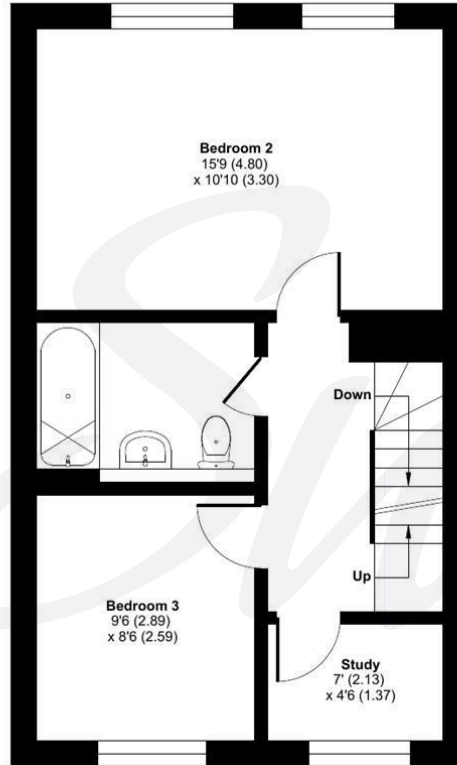 Bedroom 2
15'9 (4.80)
x 10'10 (3.30)
Down
Up
Bedroom 3
9'6 (2.89)
x 8'6 (2.59)
Study
7' (2.13)
x 4'6 (1.37)